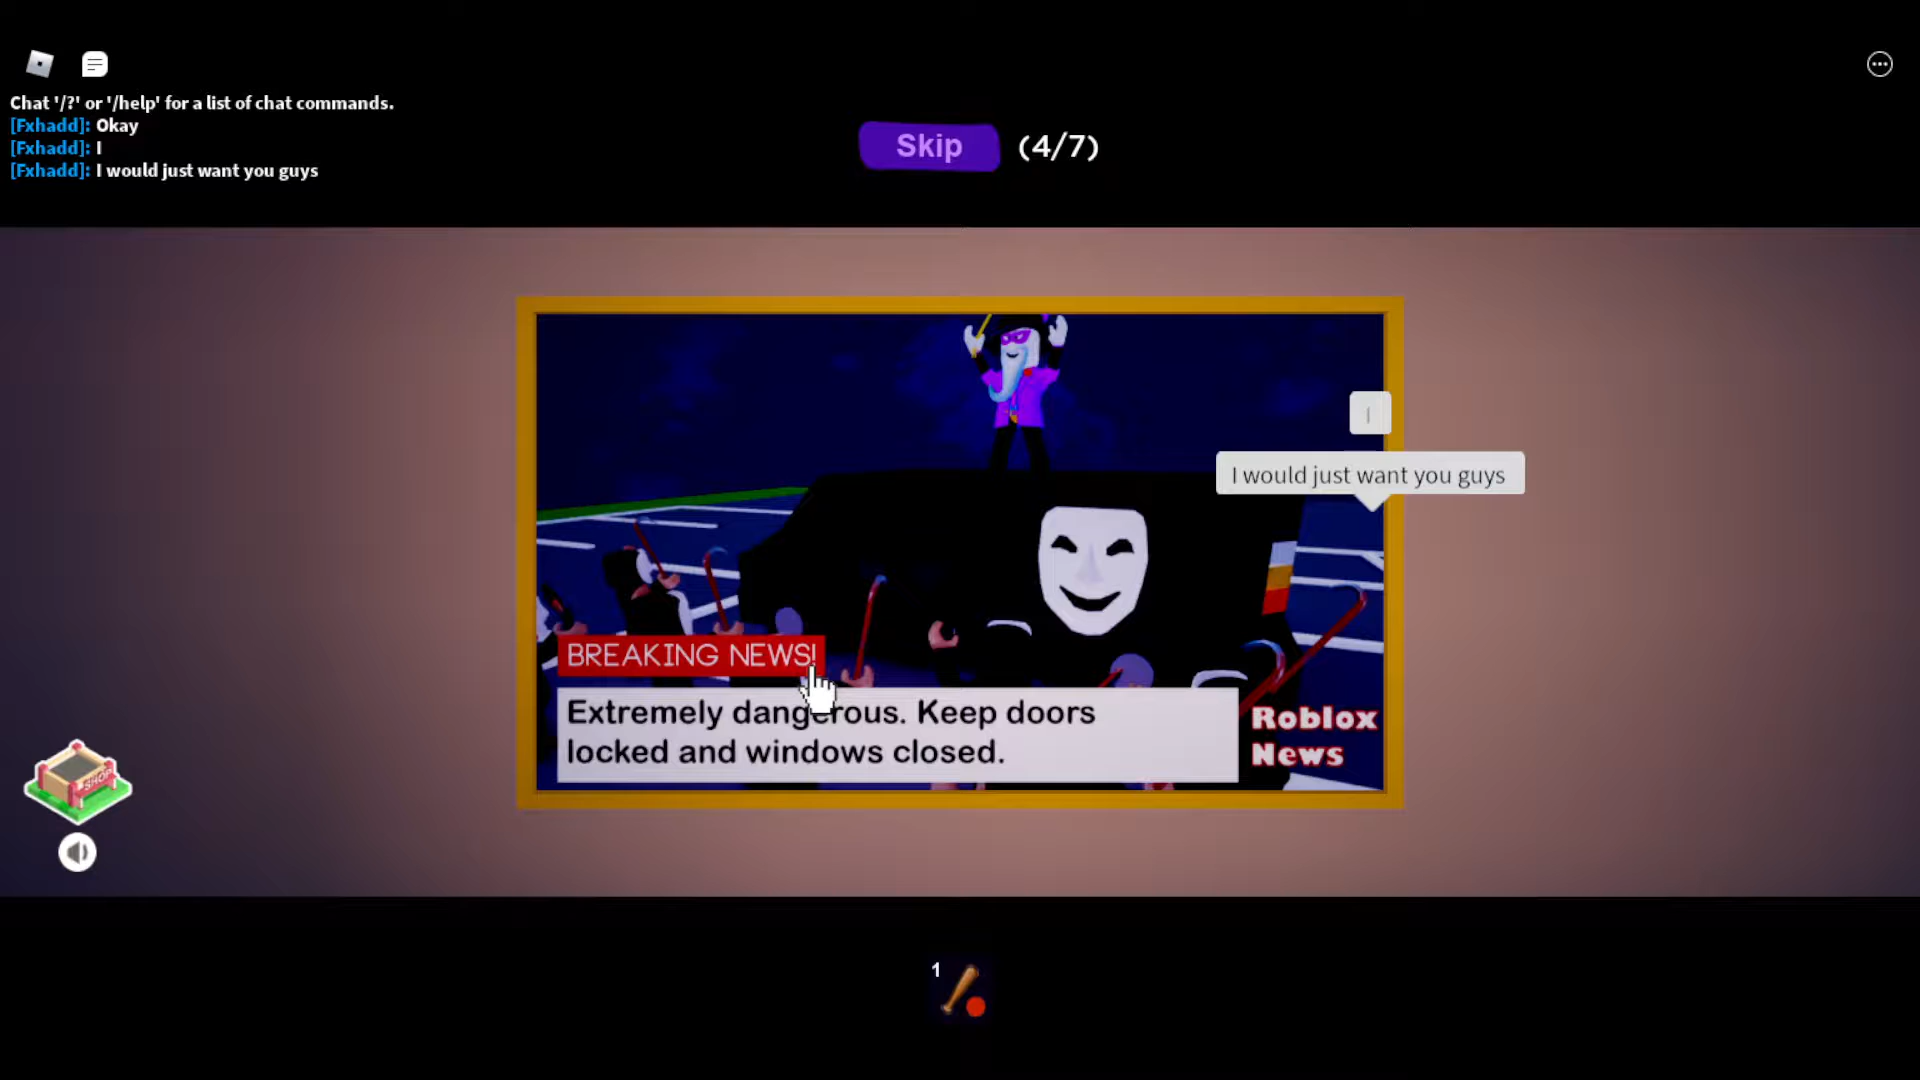 Chat '/?' or '/help' for a list of chat commands.
[Fxhadd]: Okay
[Fxhadd]: I
[Fxhadd]: I would just want you guys
Skip (4/7)
I
I would just want you guys
BREAKING NEWS!
Extremely dangerous. Keep doors
locked and windows closed.
Roblox
News
SHOP
1